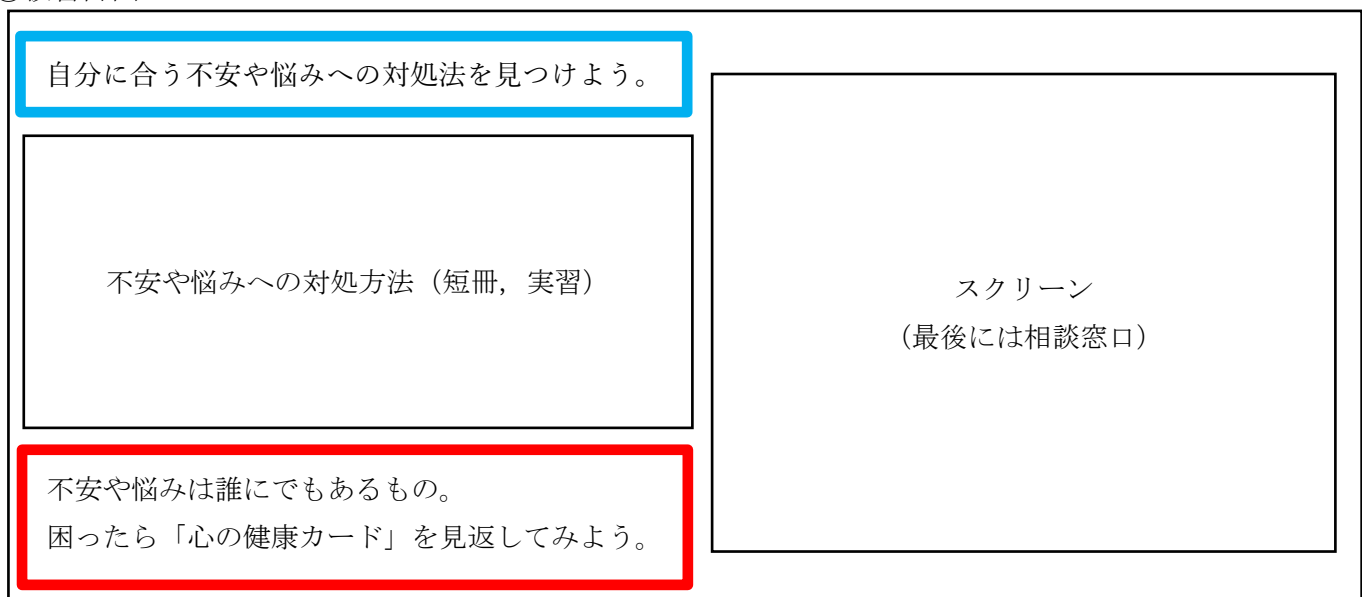 自分に合う不安や悩みへの対処法を見つけよう。
不安や悩みへの対処方法（短冊，実習）
不安や悩みは誰にでもあるもの。
困ったら「心の健康カード」を見返してみよう。
スクリーン
（最後には相談窓口）